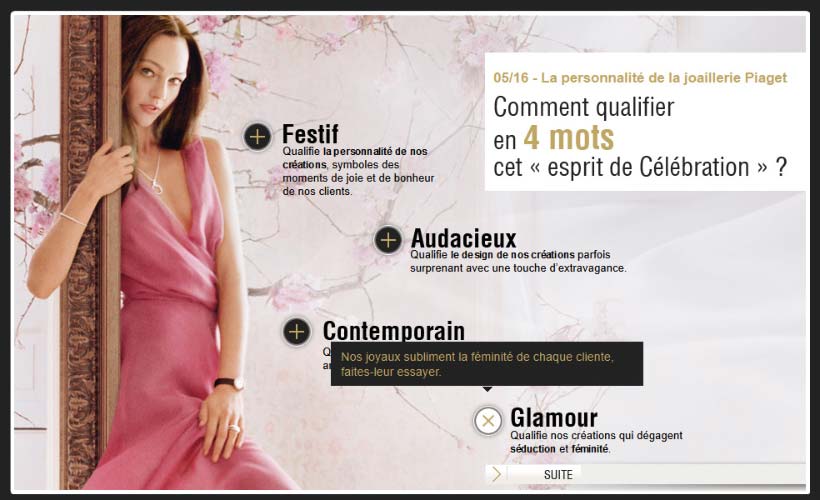 05/16 - La personnalité de la joaillerie Piaget
Comment qualifier
en 4 mots
cet « esprit de Célébration » ?
Festif
Qualifie la personnalité de nos
créations, symboles des
moments de joie et de bonheur
de nos clients.
Audacieux
Qualifie le design de nos créations parfois
surprenant avec une touche d'extravagance.
Contemporain
Nos joyaux subliment la féminité de chaque cliente,
faites-leur essayer.
Glamour
Qualifie nos créations qui dégagent
séduction et féminité.
SUITE